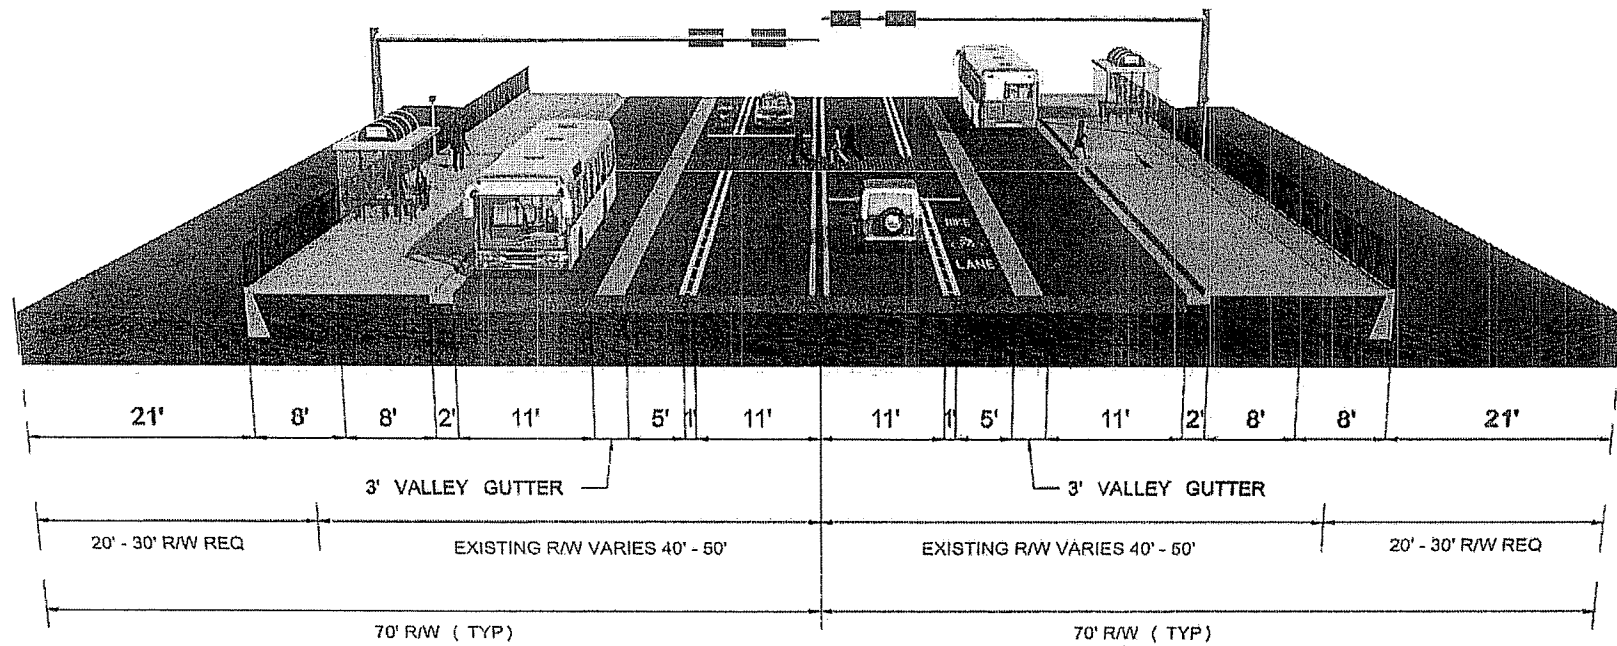 BIKE
LANE
21' 8' 8' 2' 11' 5' 1' 11' 11' 1' 5' 11' 2' 8' 8' 21'
3' VALLEY GUTTER 3' VALLEY GUTTER
20' - 30' R/W REQ EXISTING R/W VARIES 40' - 50' EXISTING R/W VARIES 40' - 50' 20' - 30' R/W REQ
70' R/W ( TYP) 70' R/W ( TYP)